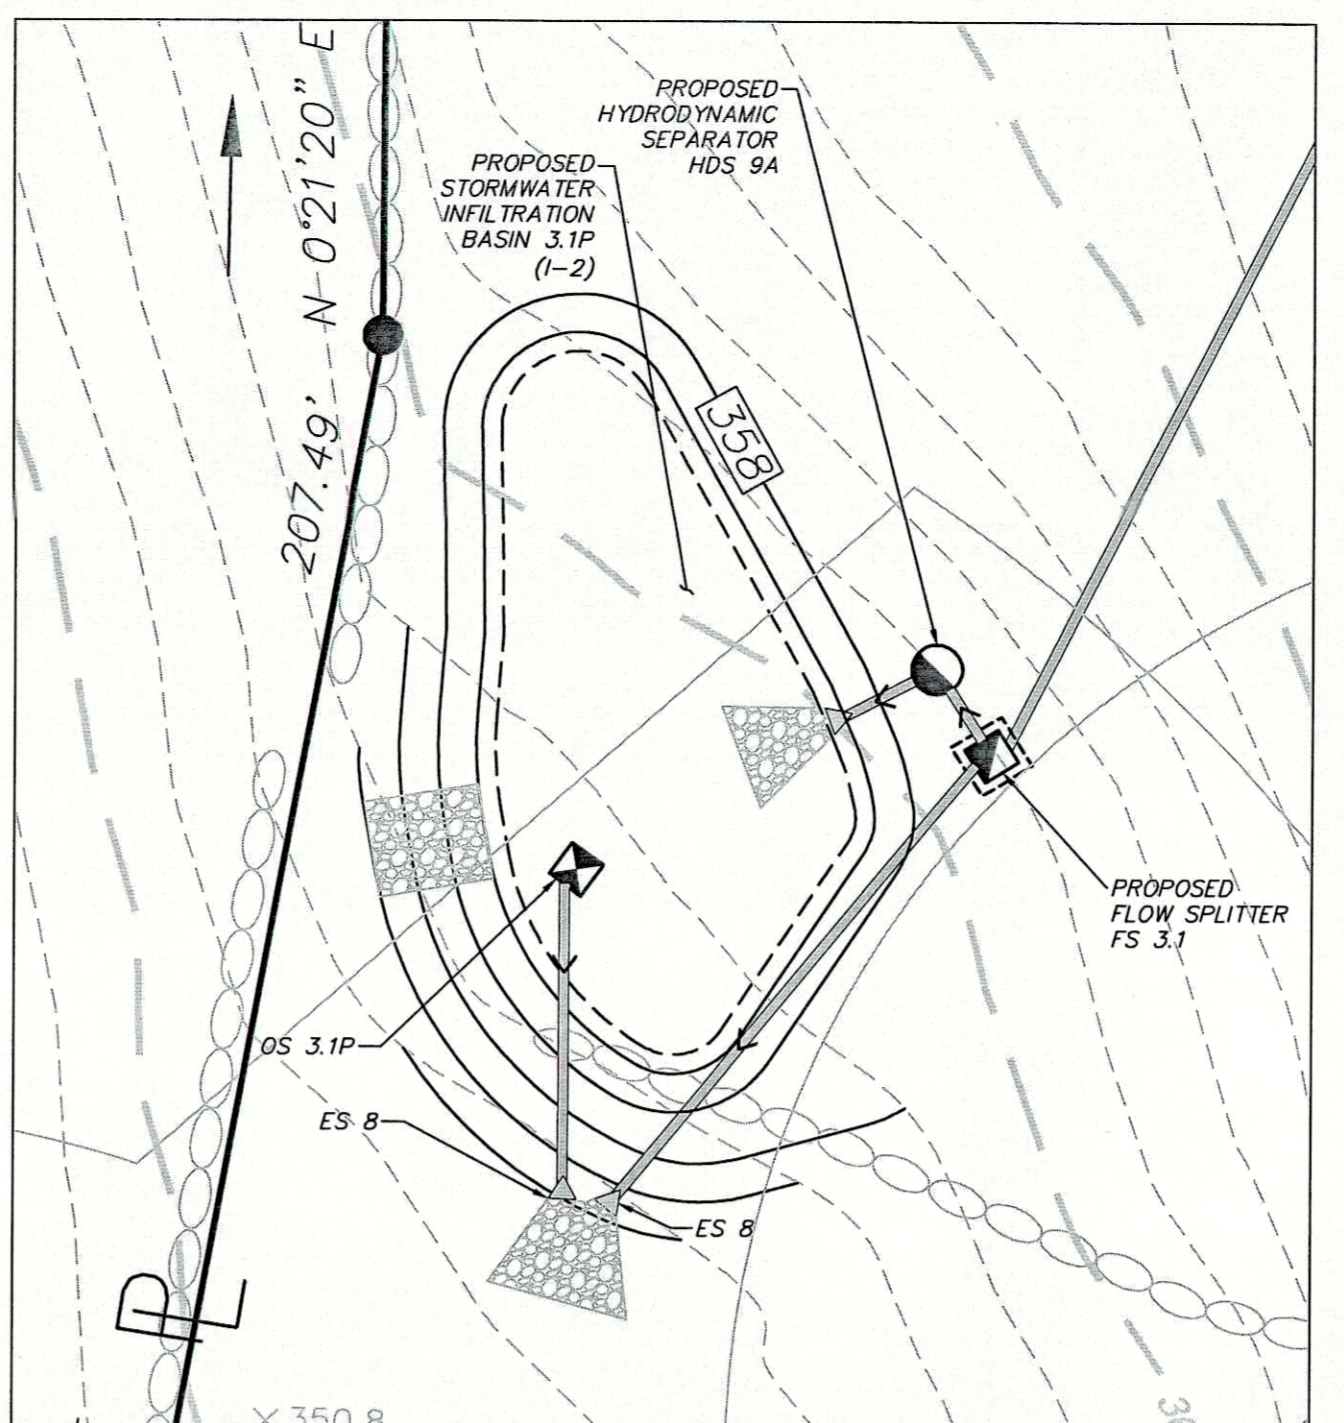 PROPOSED
HYDRODYNAMIC
SEPARATOR
HDS 9A
PROPOSED
STORMWATER
INFILTRATION
BASIN 3.1P
(I-2)
207.49' N 0°21'20" E
358
PROPOSED
FLOW SPLITTER
FS 3.1
OS 3.1P
ES 8
ES 8
PL
× 350.8